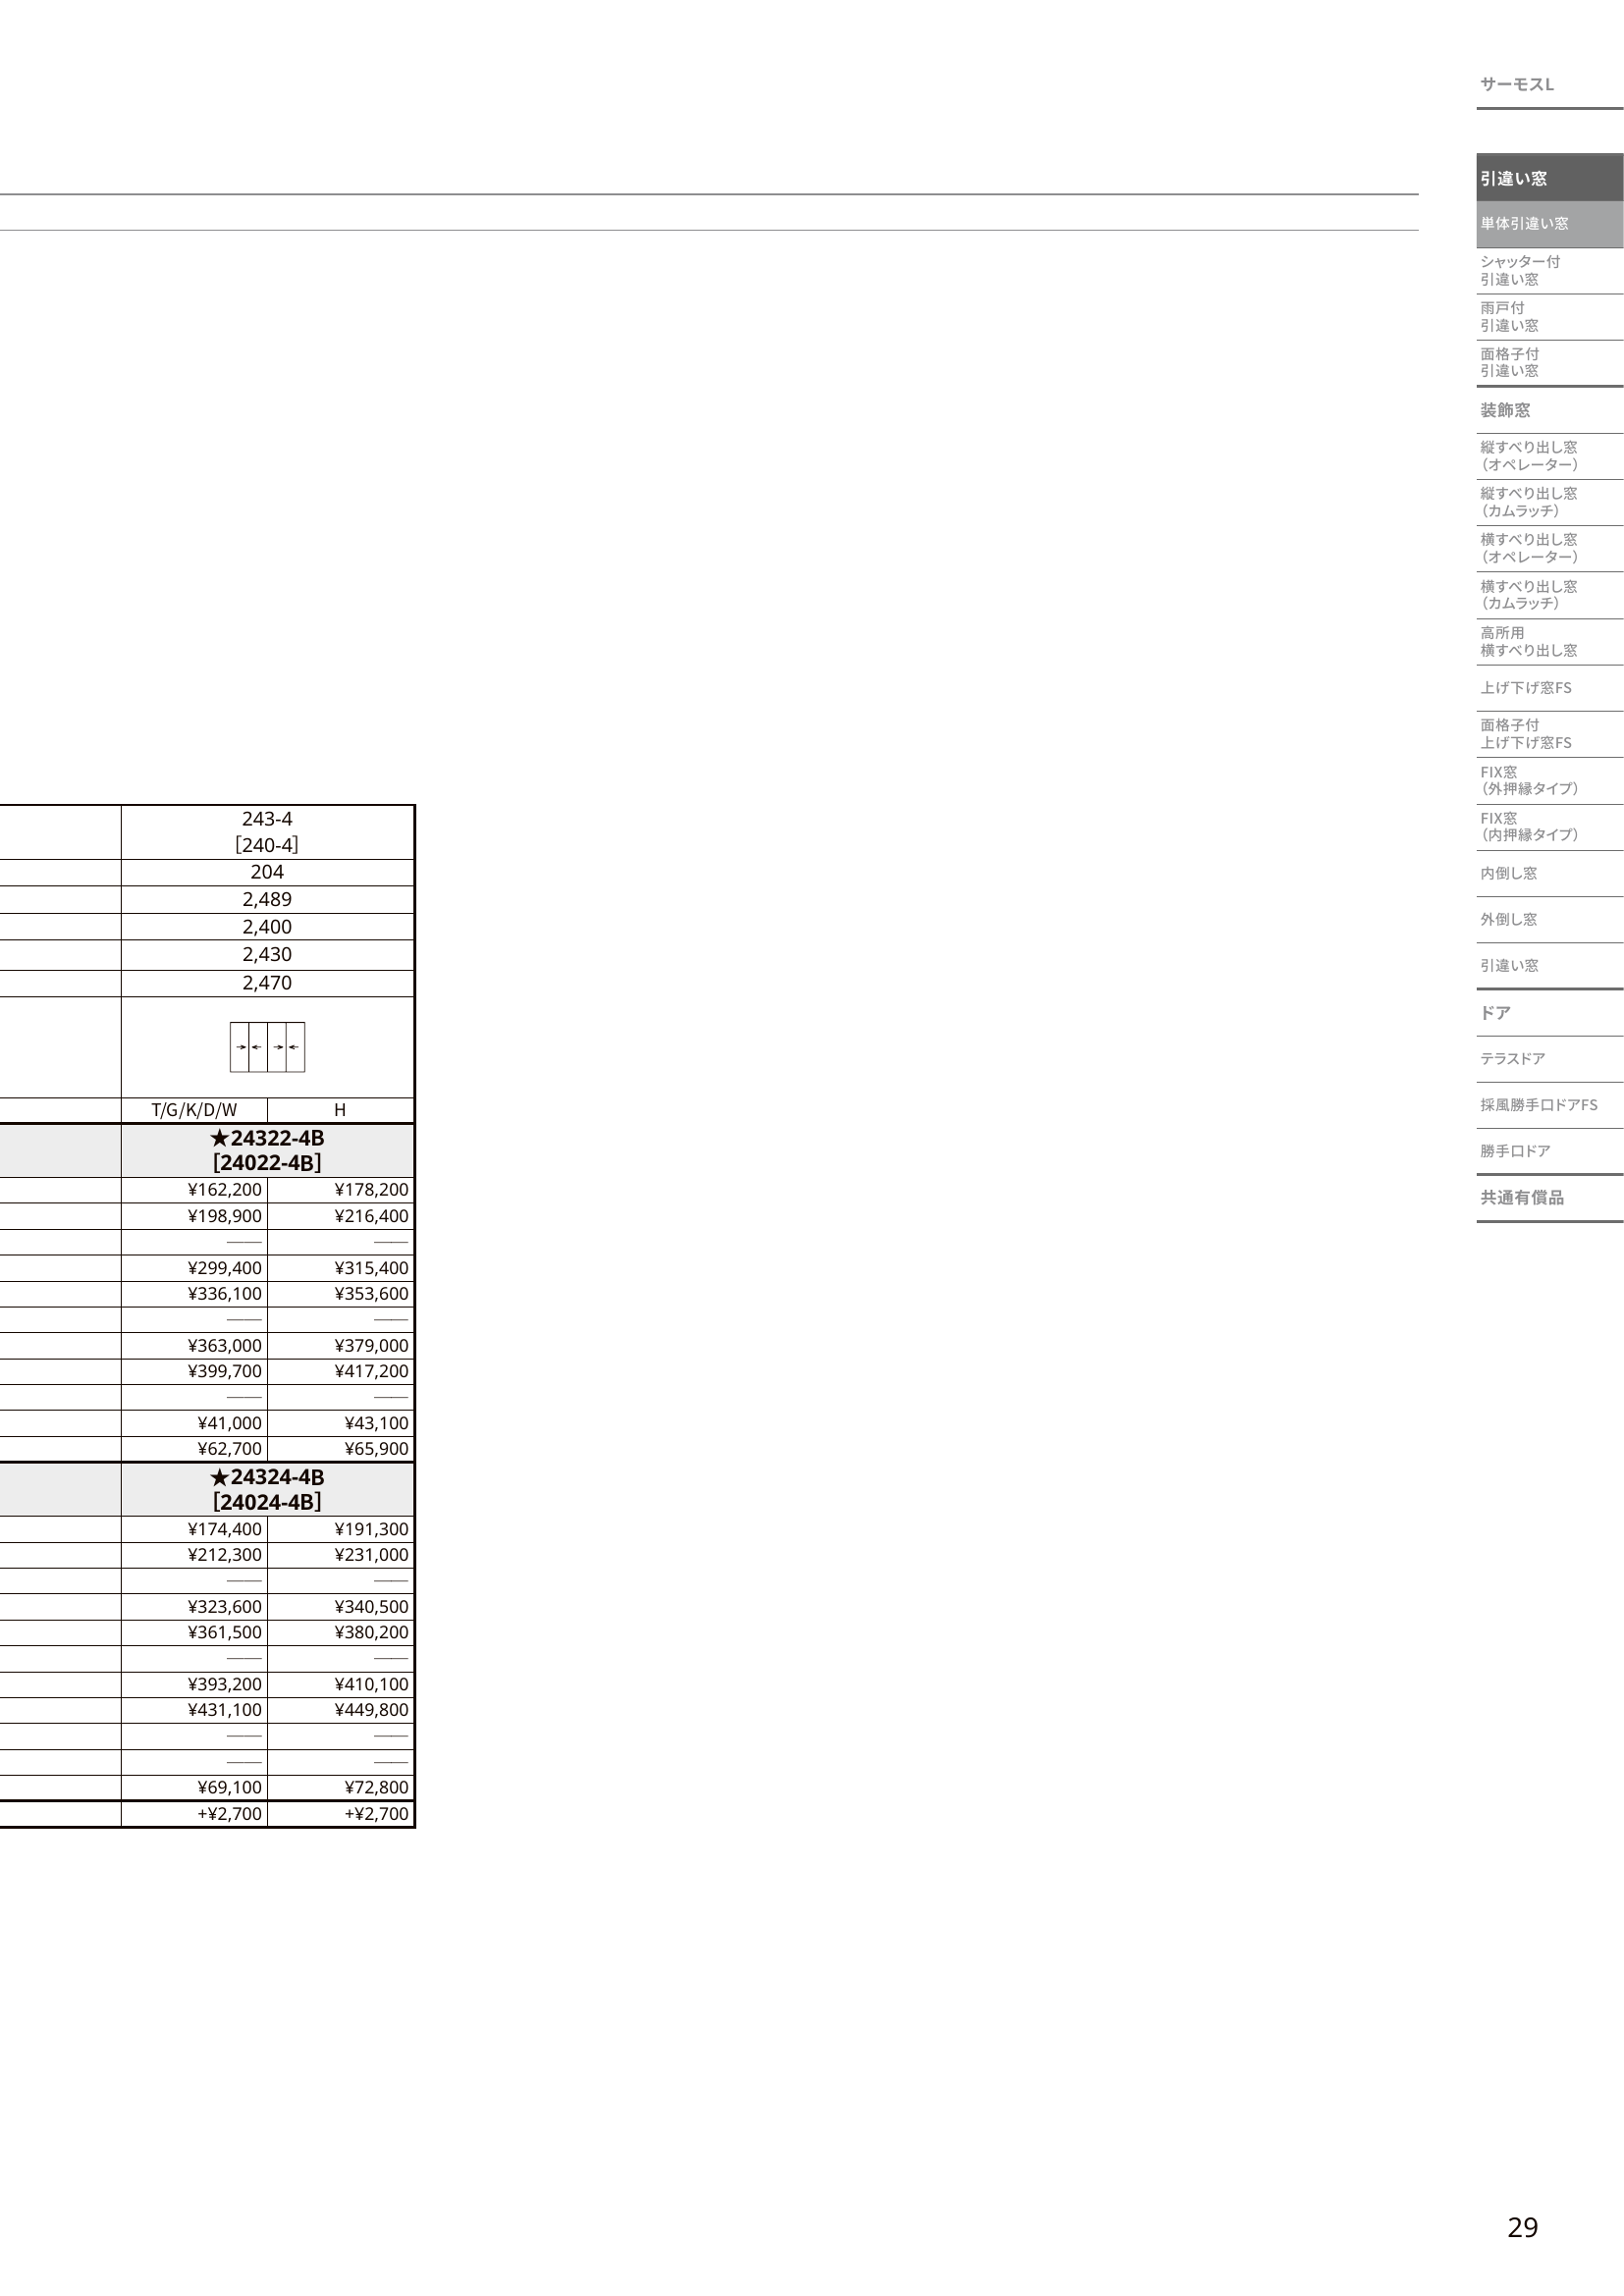 サーモスL
引違い窓
単体引違い窓
シャッター付
引違い窓
雨戸付
引違い窓
面格子付
引違い窓
装飾窓
縦すべり出し窓
（オペレーター）
縦すべり出し窓
（カムラッチ）
横すべり出し窓
（オペレーター）
横すべり出し窓
（カムラッチ）
高所用
横すべり出し窓
上げ下げ窓FS
面格子付
上げ下げ窓FS
FIX窓
（外押縁タイプ）
FIX窓
（内押縁タイプ）
内倒し窓
外倒し窓
引違い窓
ドア
テラスドア
採風勝手口ドアFS
勝手口ドア
共通有償品
243-4
[240-4]
204
2,489
2,400
2,430
2,470
T/G/K/D/W H
★24322-4B
[24022-4B]
¥162,200 ¥178,200
¥198,900 ¥216,400
—— ——
¥299,400 ¥315,400
¥336,100 ¥353,600
—— ——
¥363,000 ¥379,000
¥399,700 ¥417,200
—— ——
¥41,000 ¥43,100
¥62,700 ¥65,900
★24324-4B
[24024-4B]
¥174,400 ¥191,300
¥212,300 ¥231,000
—— ——
¥323,600 ¥340,500
¥361,500 ¥380,200
—— ——
¥393,200 ¥410,100
¥431,100 ¥449,800
—— ——
—— ——
¥69,100 ¥72,800
+¥2,700 +¥2,700
29